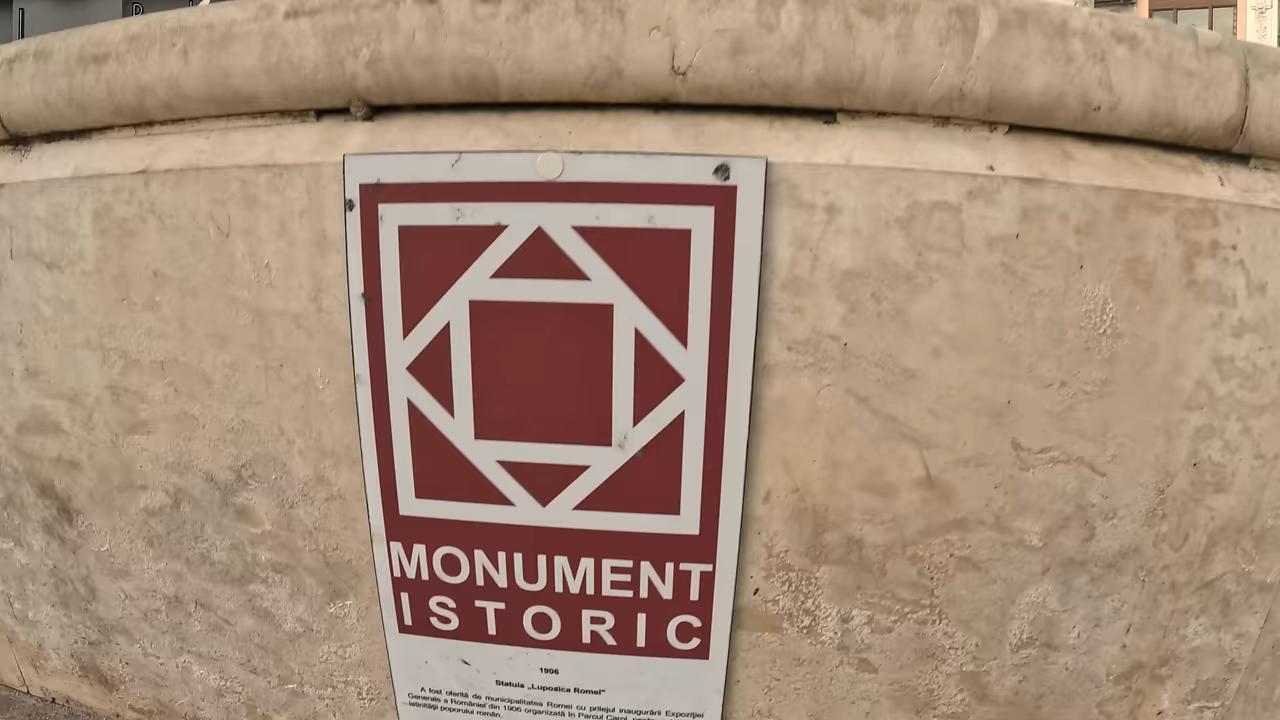 MONUMENT
ISTORIC
1906
Statuia „Lupoaica Romei”
A fost oferită de municipalitatea Romei cu prilejul inaugurării Expoziției
Generale a României din 1906 organizată în Parcul Carol,
latinității poporului român.